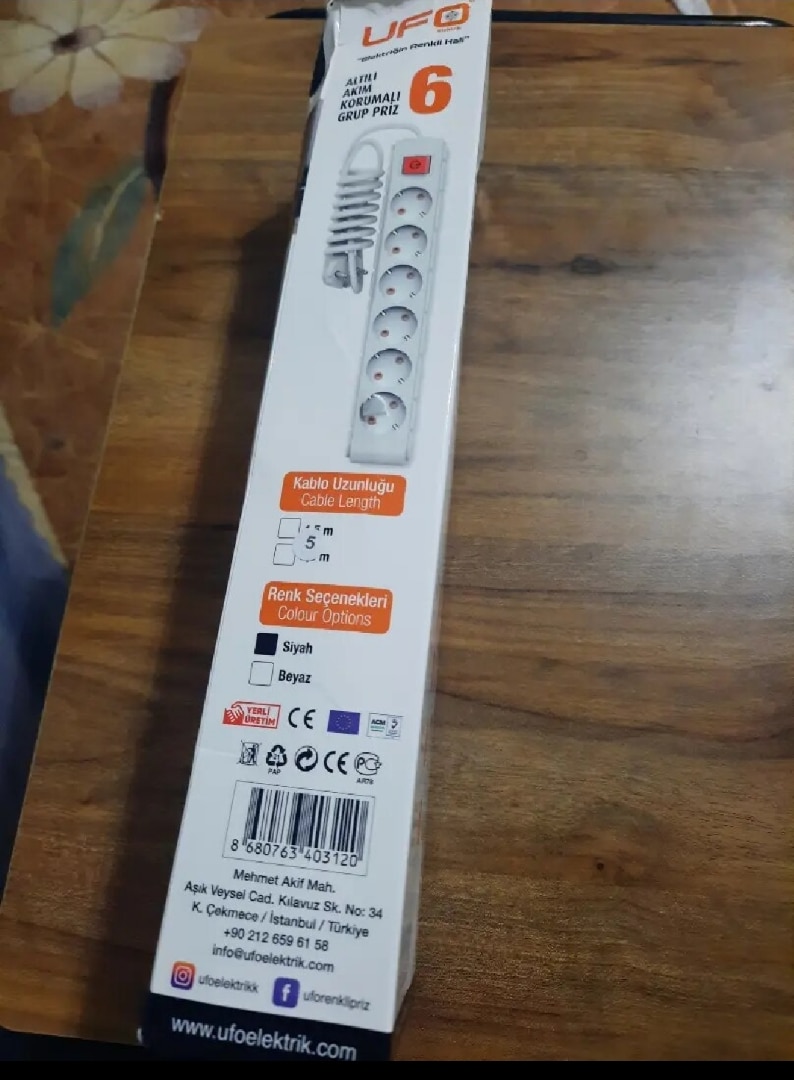 UFO
"Elektriğin Renkli Hali"
ALTILI
AKIM
KORUMALI
GRUP PRİZ
6
Kablo Uzunluğu
Cable Length
m
5
m
Renk Seçenekleri
Colour Options
Siyah
Beyaz
YERLİ
ÜRETİM
CE
ACM
PAP
CE
8 680763 403120
Mehmet Akif Mah.
Aşık Veysel Cad. Kılavuz Sk. No: 34
K. Çekmece / İstanbul / Türkiye
+90 212 659 61 58
info@ufoelektrik.com
ufoelektrikk
uforenklipriz
www.ufoelektrik.com